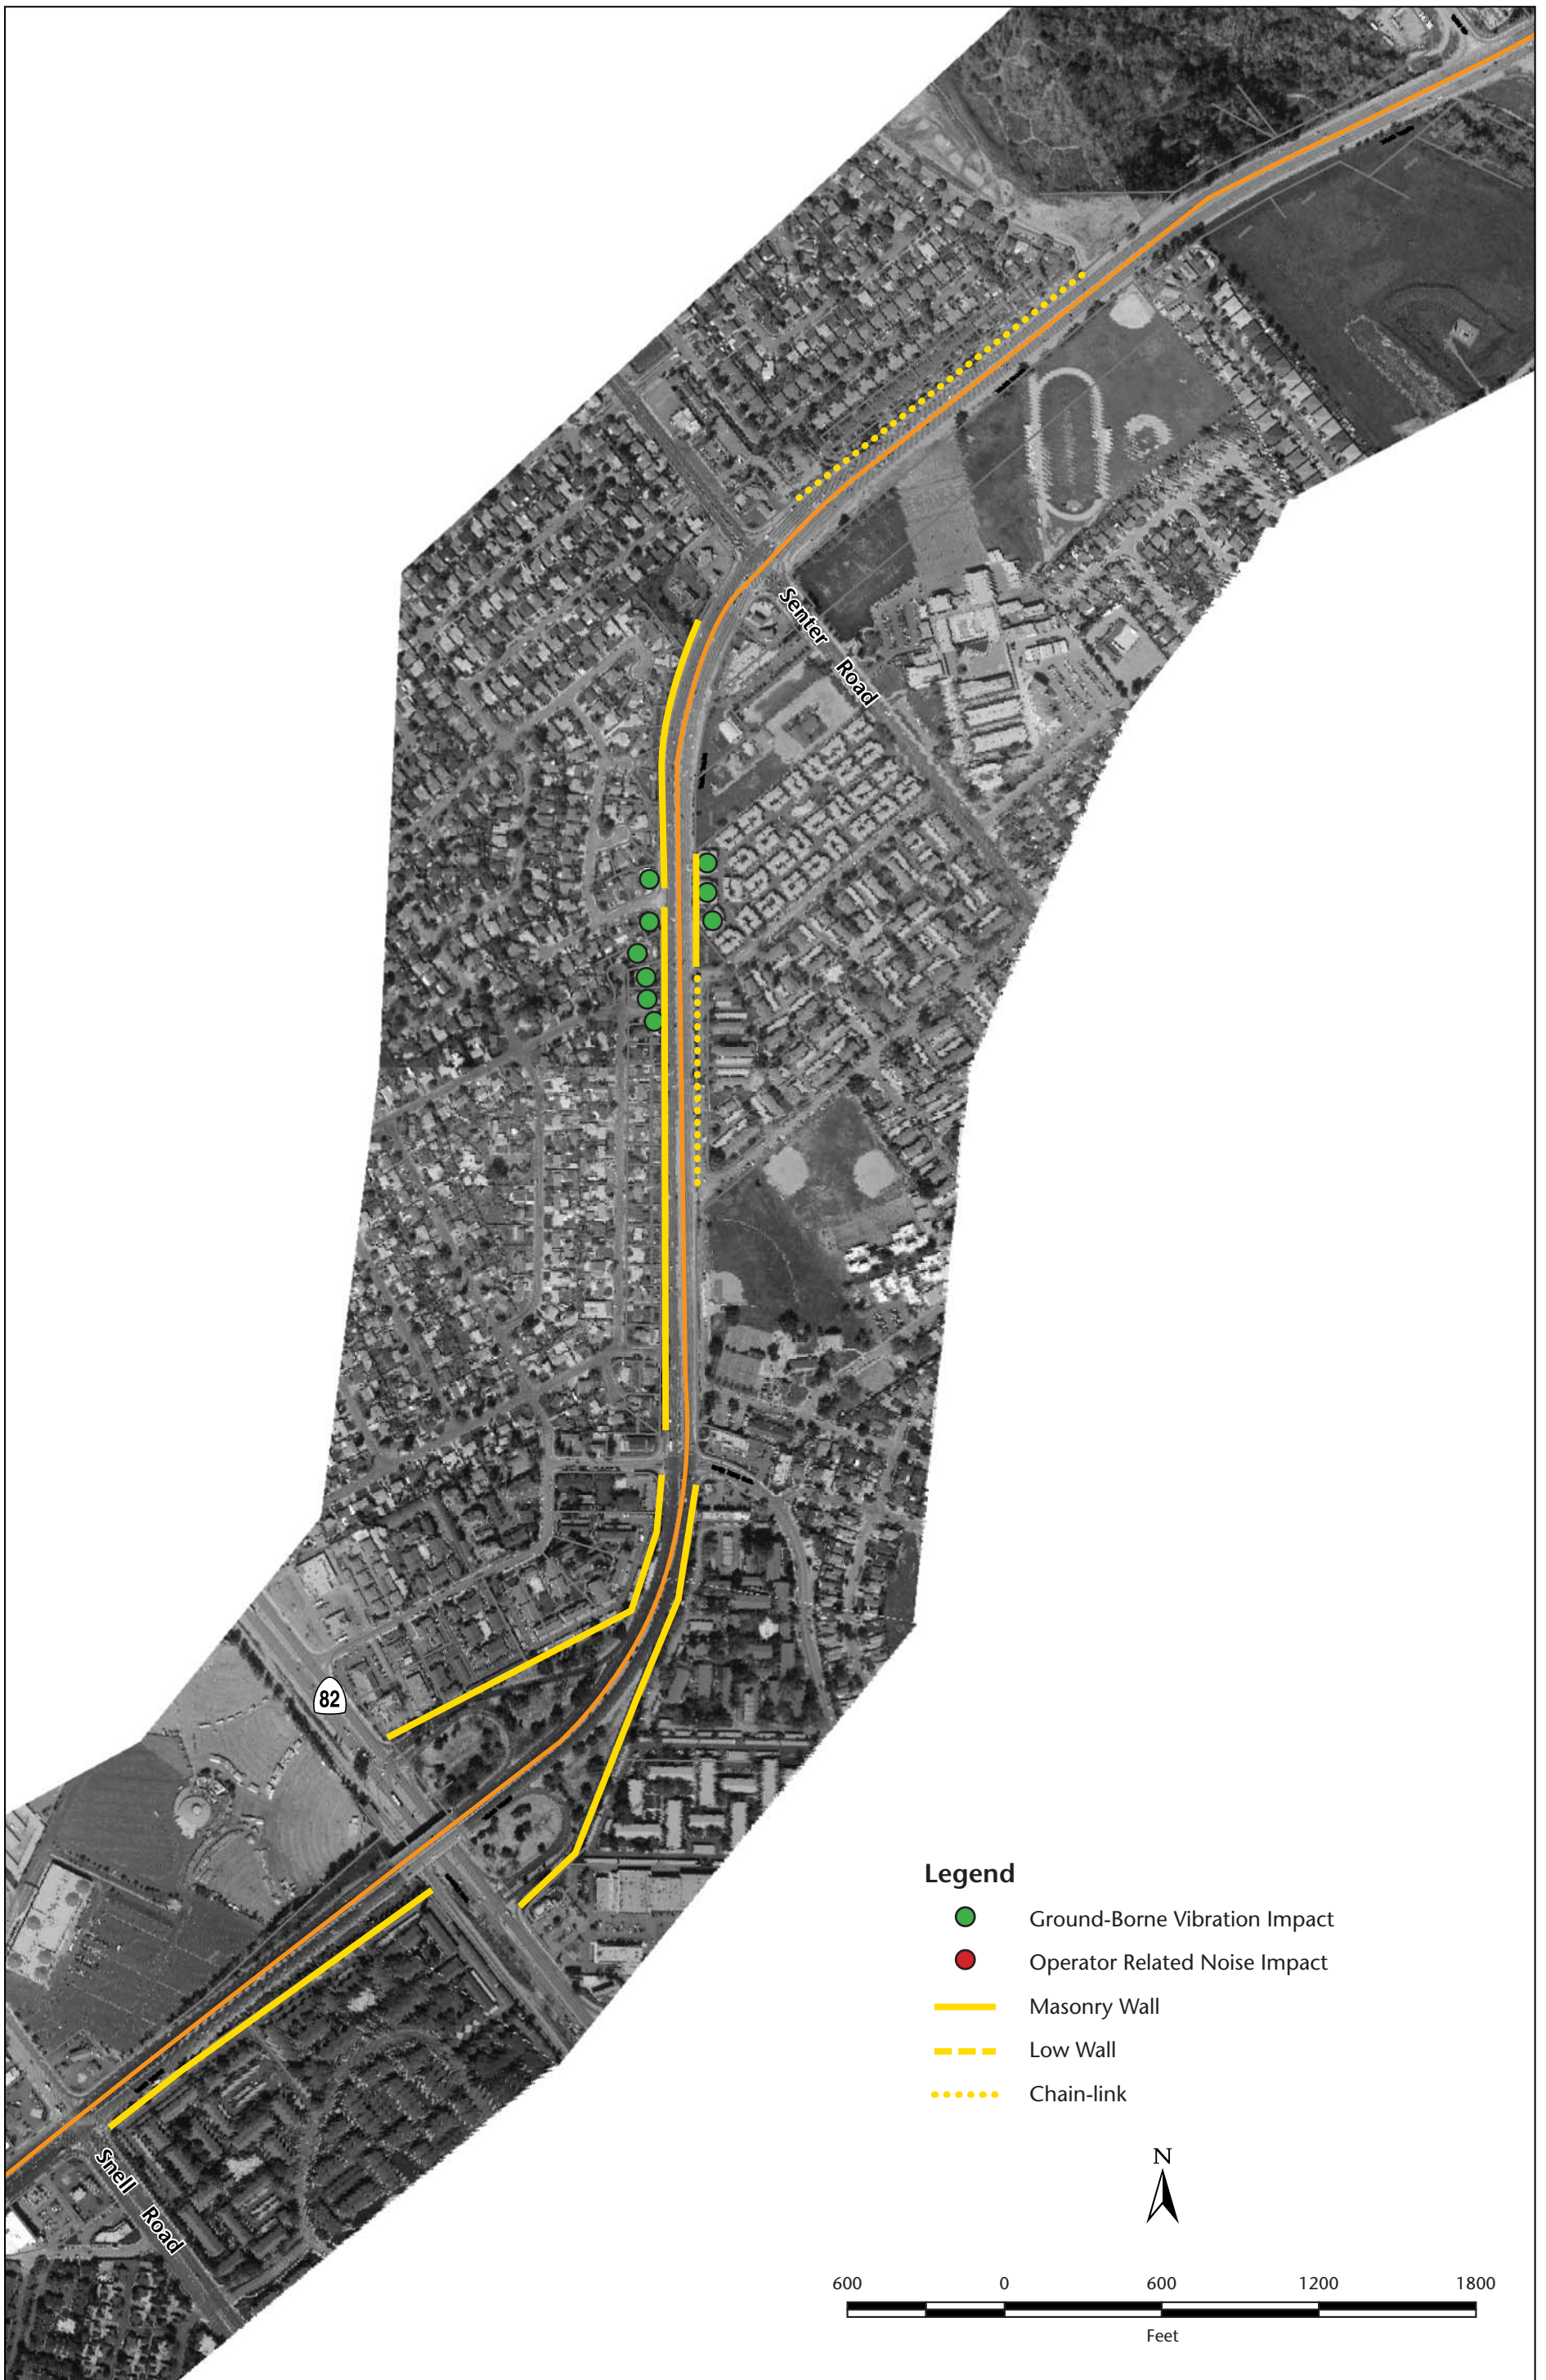 Senter Road
82
Snell Road
Legend
Ground-Borne Vibration Impact
Operator Related Noise Impact
Masonry Wall
Low Wall
Chain-link
N
600 0 600 1200 1800
Feet